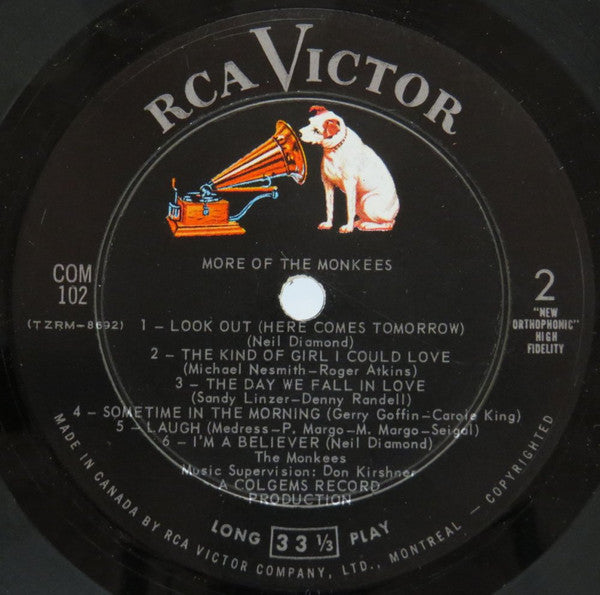 RCA VICTOR
MORE OF THE MONKEES
COM
102
2
(TZRM-8692)
"NEW
ORTHOPHONIC"
HIGH
FIDELITY
1 – LOOK OUT (HERE COMES TOMORROW)
(Neil Diamond)
2 – THE KIND OF GIRL I COULD LOVE
(Michael Nesmith–Roger Atkins)
3 – THE DAY WE FALL IN LOVE
(Sandy Linzer–Denny Randell)
4 – SOMETIME IN THE MORNING (Gerry Goffin–Carole King)
5 – LAUGH (Medress–P. Margo–M. Margo–Seigal)
6 – I'M A BELIEVER (Neil Diamond)
The Monkees
Music Supervision: Don Kirshner
A COLGEMS RECORD
PRODUCTION
LONG 33 1/3 PLAY
MADE IN CANADA BY RCA VICTOR COMPANY, LTD., MONTREAL – COPYRIGHTED